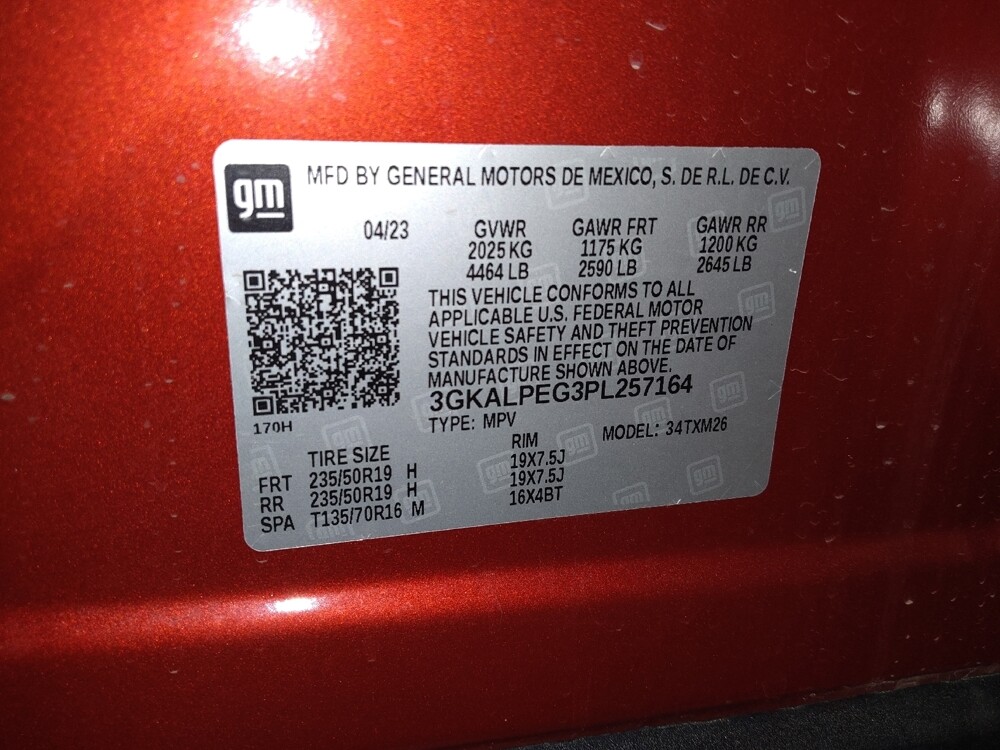 gm
MFD BY GENERAL MOTORS DE MEXICO, S. DE R.L. DE C.V.
04/23 GVWR GAWR FRT GAWR RR
2025 KG 1175 KG 1200 KG
4464 LB 2590 LB 2645 LB
THIS VEHICLE CONFORMS TO ALL
APPLICABLE U.S. FEDERAL MOTOR
VEHICLE SAFETY AND THEFT PREVENTION
STANDARDS IN EFFECT ON THE DATE OF
MANUFACTURE SHOWN ABOVE.
3GKALPEG3PL257164
170H
TYPE: MPV MODEL: 34TXM26
TIRE SIZE RIM
FRT 235/50R19 H 19X7.5J
RR 235/50R19 H 19X7.5J
SPA T135/70R16 M 16X4BT